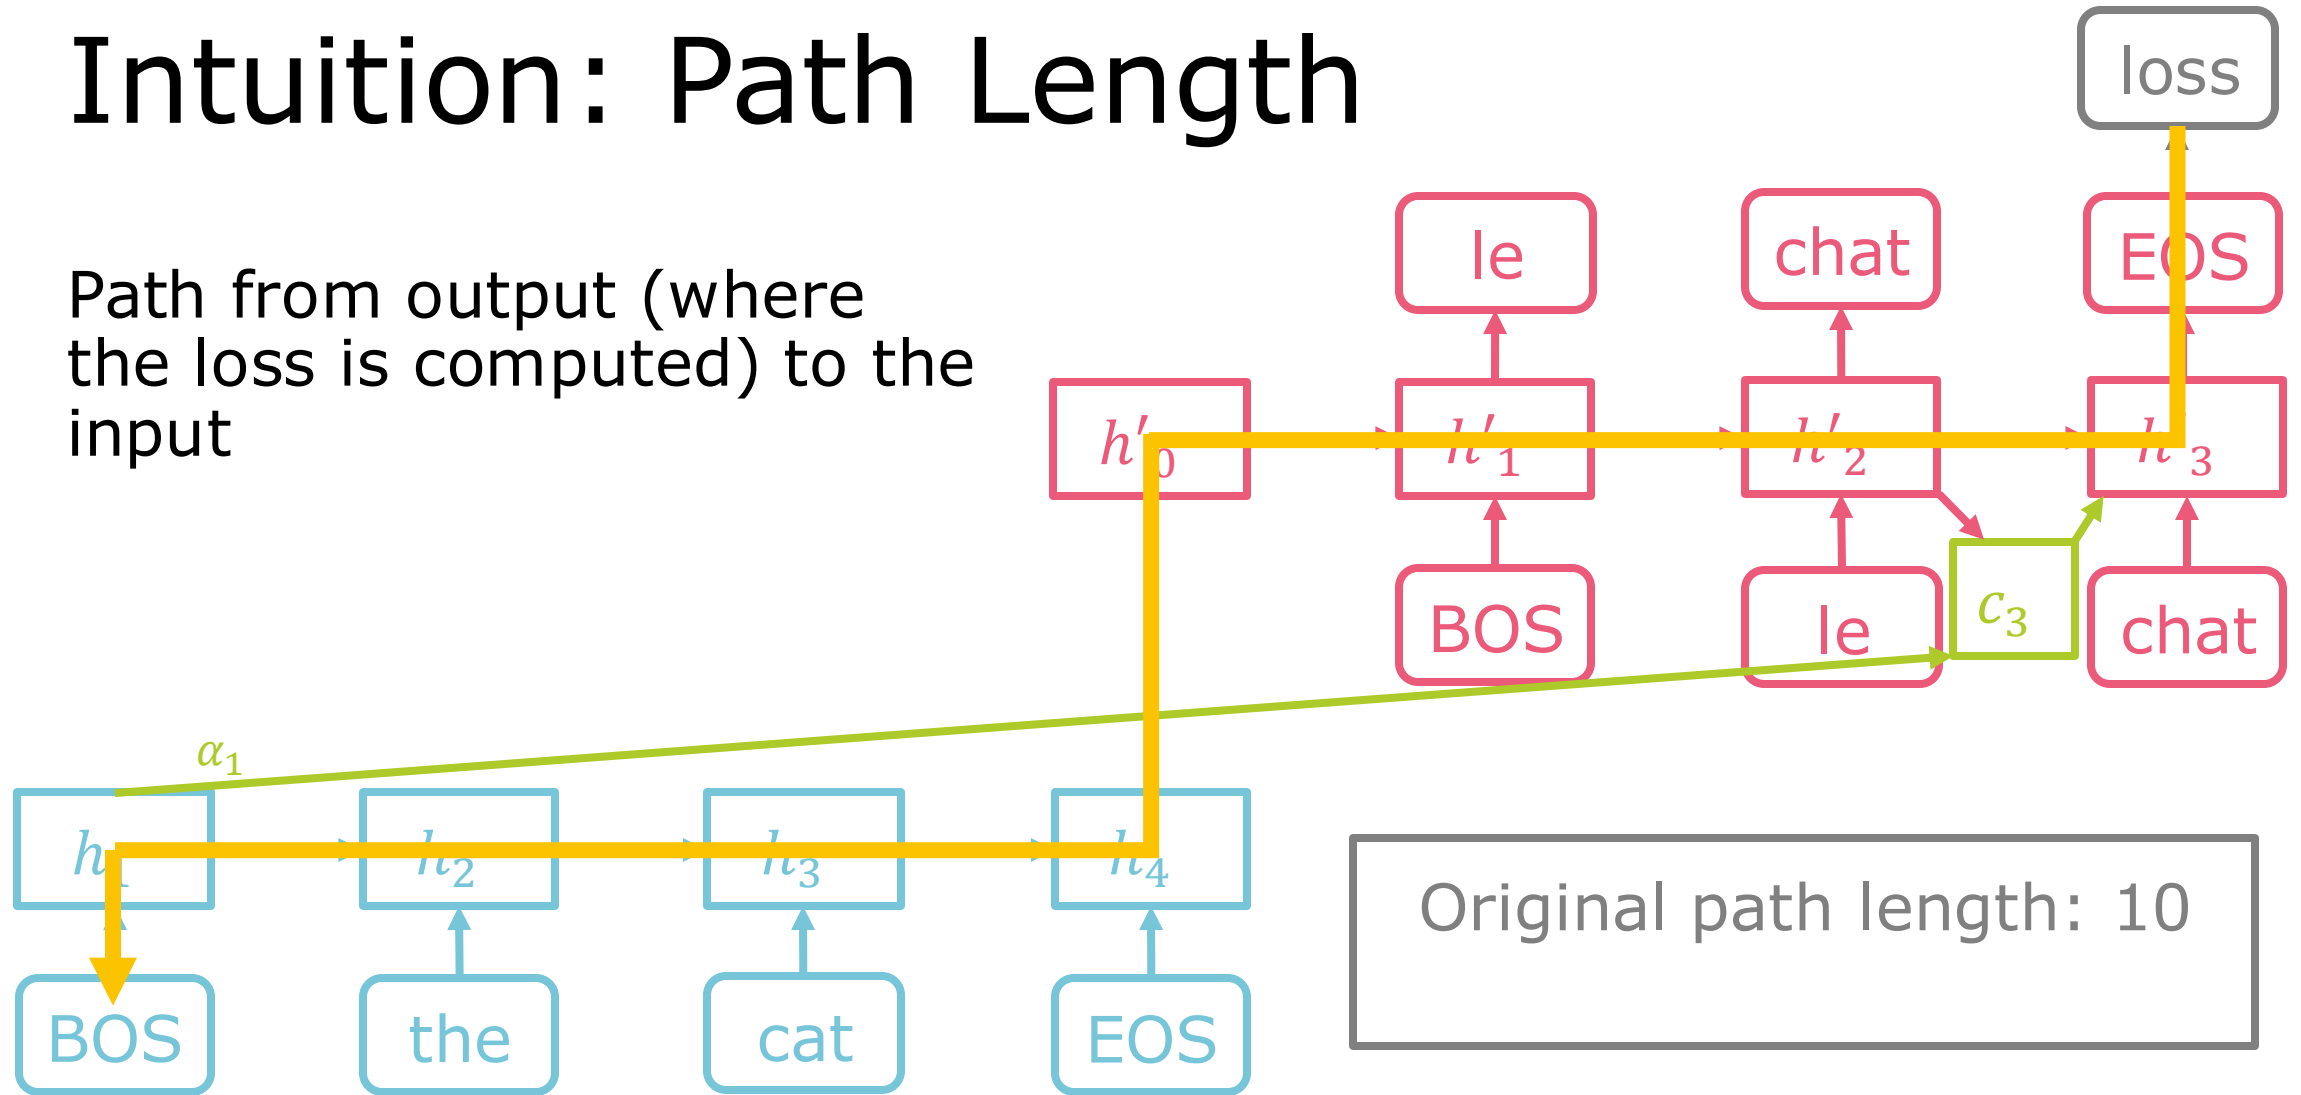 Intuition: Path Length
loss
Path from output (where
the loss is computed) to the
input
le
chat
EOS
h'₀
h'₁
h'₂
h'₃
BOS
le
c₃
chat
α₁
h₁
h₂
h₃
h₄
Original path length: 10
BOS
the
cat
EOS